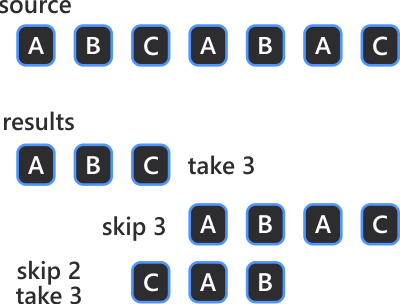 source
A B C A B A C
results
A B C take 3
skip 3 A B A C
skip 2
take 3
C A B